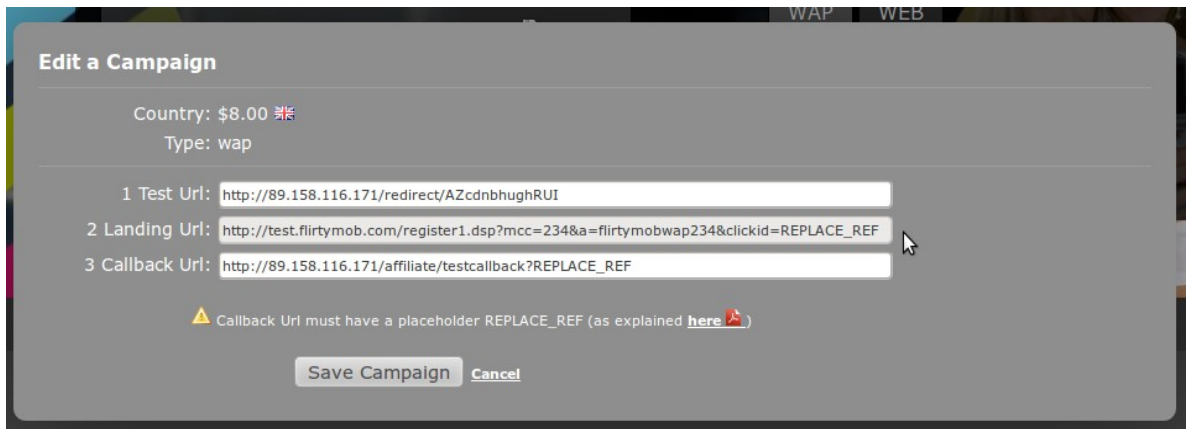 WAP WEB
Edit a Campaign
Country: $8.00
Type: wap
1 Test Url: http://89.158.116.171/redirect/AZcdnbhughRUI
2 Landing Url: http://test.flirtymob.com/register1.dsp?mcc=234&a=flirtymobwap234&clickid=REPLACE_REF
3 Callback Url: http://89.158.116.171/affiliate/testcallback?REPLACE_REF
Callback Url must have a placeholder REPLACE_REF (as explained here )
Save Campaign Cancel